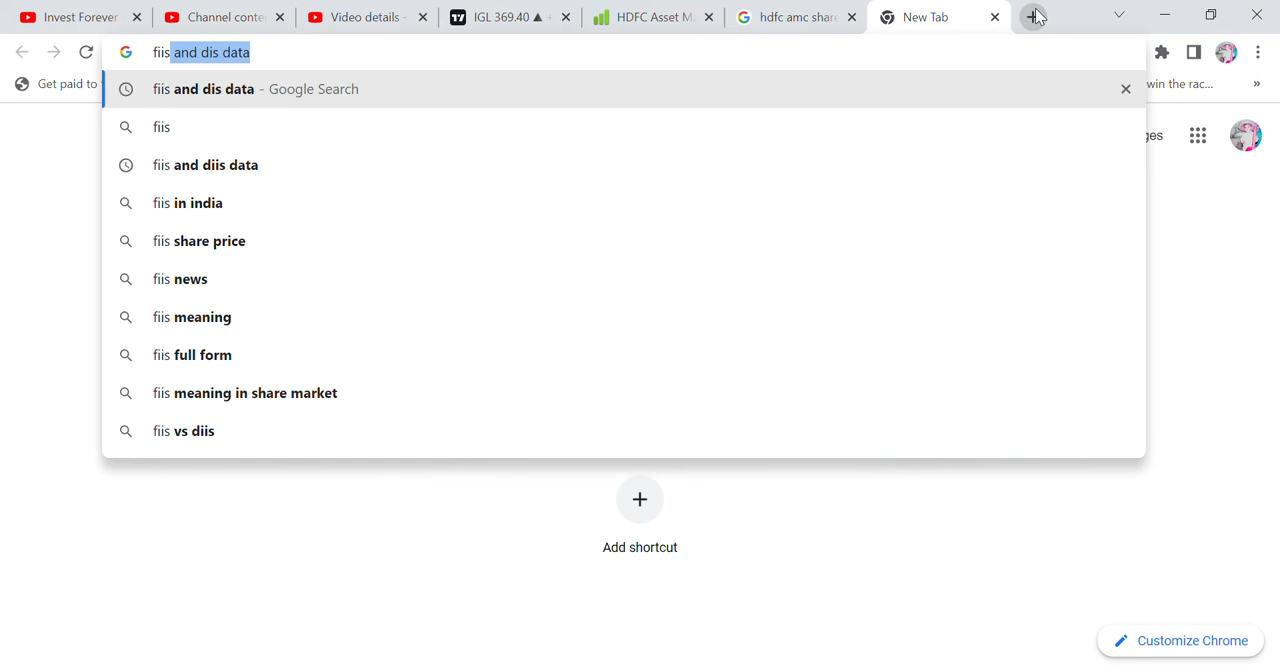 Invest Forever Channel conte Video details - IGL 369.40 ▲ + HDFC Asset M hdfc amc shar New Tab
fiis and dis data
Get paid to
win the rac... »
fiis and dis data - Google Search
fiis
ges
fiis and diis data
fiis in india
fiis share price
fiis news
fiis meaning
fiis full form
fiis meaning in share market
fiis vs diis
Add shortcut
Customize Chrome